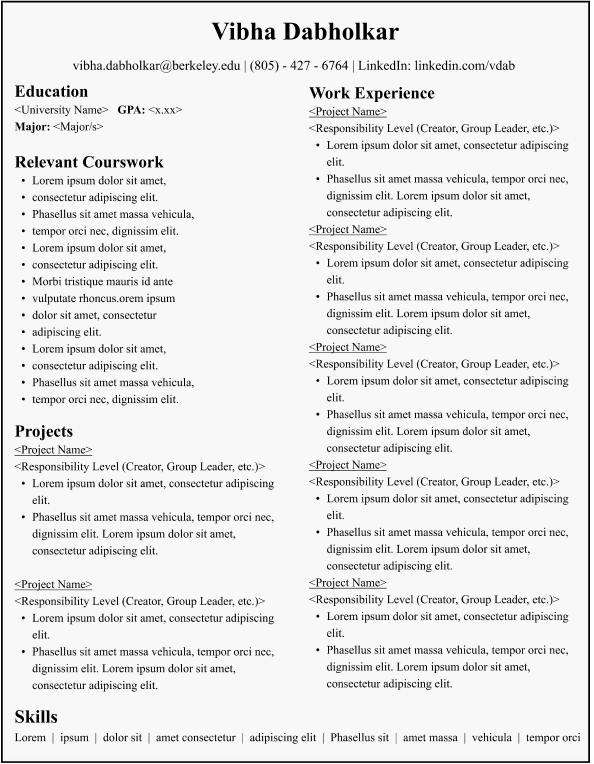 Vibha Dabholkar
vibha.dabholkar@berkeley.edu | (805) - 427 - 6764 | LinkedIn: linkedin.com/vdab
Education
<University Name>   GPA: <x.xx>
Major: <Major/s>
Relevant Courswork
• Lorem ipsum dolor sit amet,
• consectetur adipiscing elit.
• Phasellus sit amet massa vehicula,
• tempor orci nec, dignissim elit.
• Lorem ipsum dolor sit amet,
• consectetur adipiscing elit.
• Morbi tristique mauris id ante
• vulputate rhoncus.orem ipsum
• dolor sit amet, consectetur
• adipiscing elit.
• Lorem ipsum dolor sit amet,
• consectetur adipiscing elit.
• Phasellus sit amet massa vehicula,
• tempor orci nec, dignissim elit.
Projects
<Project Name>
<Responsibility Level (Creator, Group Leader, etc.)>
• Lorem ipsum dolor sit amet, consectetur adipiscing
elit.
• Phasellus sit amet massa vehicula, tempor orci nec,
dignissim elit. Lorem ipsum dolor sit amet,
consectetur adipiscing elit.
<Project Name>
<Responsibility Level (Creator, Group Leader, etc.)>
• Lorem ipsum dolor sit amet, consectetur adipiscing
elit.
• Phasellus sit amet massa vehicula, tempor orci nec,
dignissim elit. Lorem ipsum dolor sit amet,
consectetur adipiscing elit.
Work Experience
<Project Name>
<Responsibility Level (Creator, Group Leader, etc.)>
• Lorem ipsum dolor sit amet, consectetur adipiscing
elit.
• Phasellus sit amet massa vehicula, tempor orci nec,
dignissim elit. Lorem ipsum dolor sit amet,
consectetur adipiscing elit.
<Project Name>
<Responsibility Level (Creator, Group Leader, etc.)>
• Lorem ipsum dolor sit amet, consectetur adipiscing
elit.
• Phasellus sit amet massa vehicula, tempor orci nec,
dignissim elit. Lorem ipsum dolor sit amet,
consectetur adipiscing elit.
<Project Name>
<Responsibility Level (Creator, Group Leader, etc.)>
• Lorem ipsum dolor sit amet, consectetur adipiscing
elit.
• Phasellus sit amet massa vehicula, tempor orci nec,
dignissim elit. Lorem ipsum dolor sit amet,
consectetur adipiscing elit.
<Project Name>
<Responsibility Level (Creator, Group Leader, etc.)>
• Lorem ipsum dolor sit amet, consectetur adipiscing
elit.
• Phasellus sit amet massa vehicula, tempor orci nec,
dignissim elit. Lorem ipsum dolor sit amet,
consectetur adipiscing elit.
<Project Name>
<Responsibility Level (Creator, Group Leader, etc.)>
• Lorem ipsum dolor sit amet, consectetur adipiscing
elit.
• Phasellus sit amet massa vehicula, tempor orci nec,
dignissim elit. Lorem ipsum dolor sit amet,
consectetur adipiscing elit.
Skills
Lorem | ipsum | dolor sit | amet consectetur | adipiscing elit | Phasellus sit | amet massa | vehicula | tempor orci